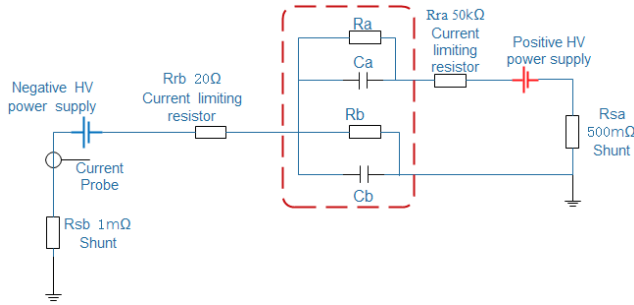 Negative HV
power supply
Rrb 20Ω
Current limiting
resistor
Current
Probe
Rsb 1mΩ
Shunt
Ra
Ca
Rb
Cb
Rra 50kΩ
Current
limiting
resistor
Positive HV
power supply
Rsa
500mΩ
Shunt